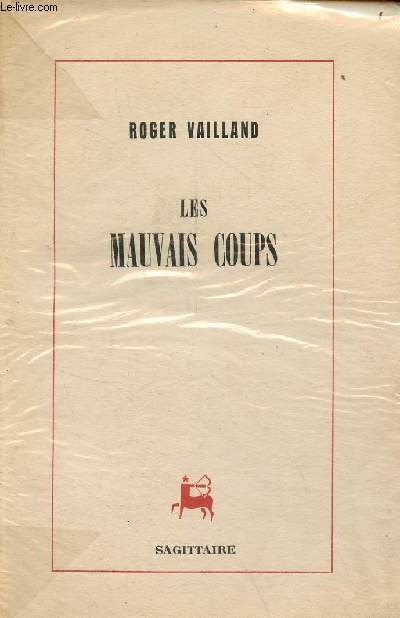 Le-livre.com
ROGER VAILLAND
LES
MAUVAIS COUPS
SAGITTAIRE